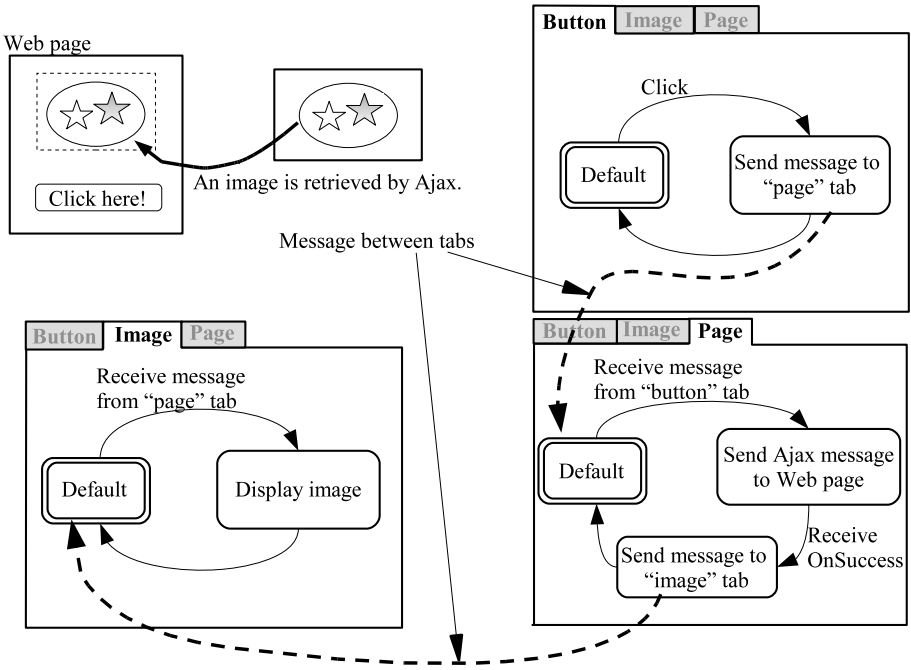 Web page
Click here!
An image is retrieved by Ajax.
Message between tabs
Button Image Page
Click
Default
Send message to
“page” tab
Button Image Page
Receive message
from “page” tab
Default
Display image
Button Image Page
Receive message
from “button” tab
Default
Send Ajax message
to Web page
Receive
OnSuccess
Send message to
“image” tab